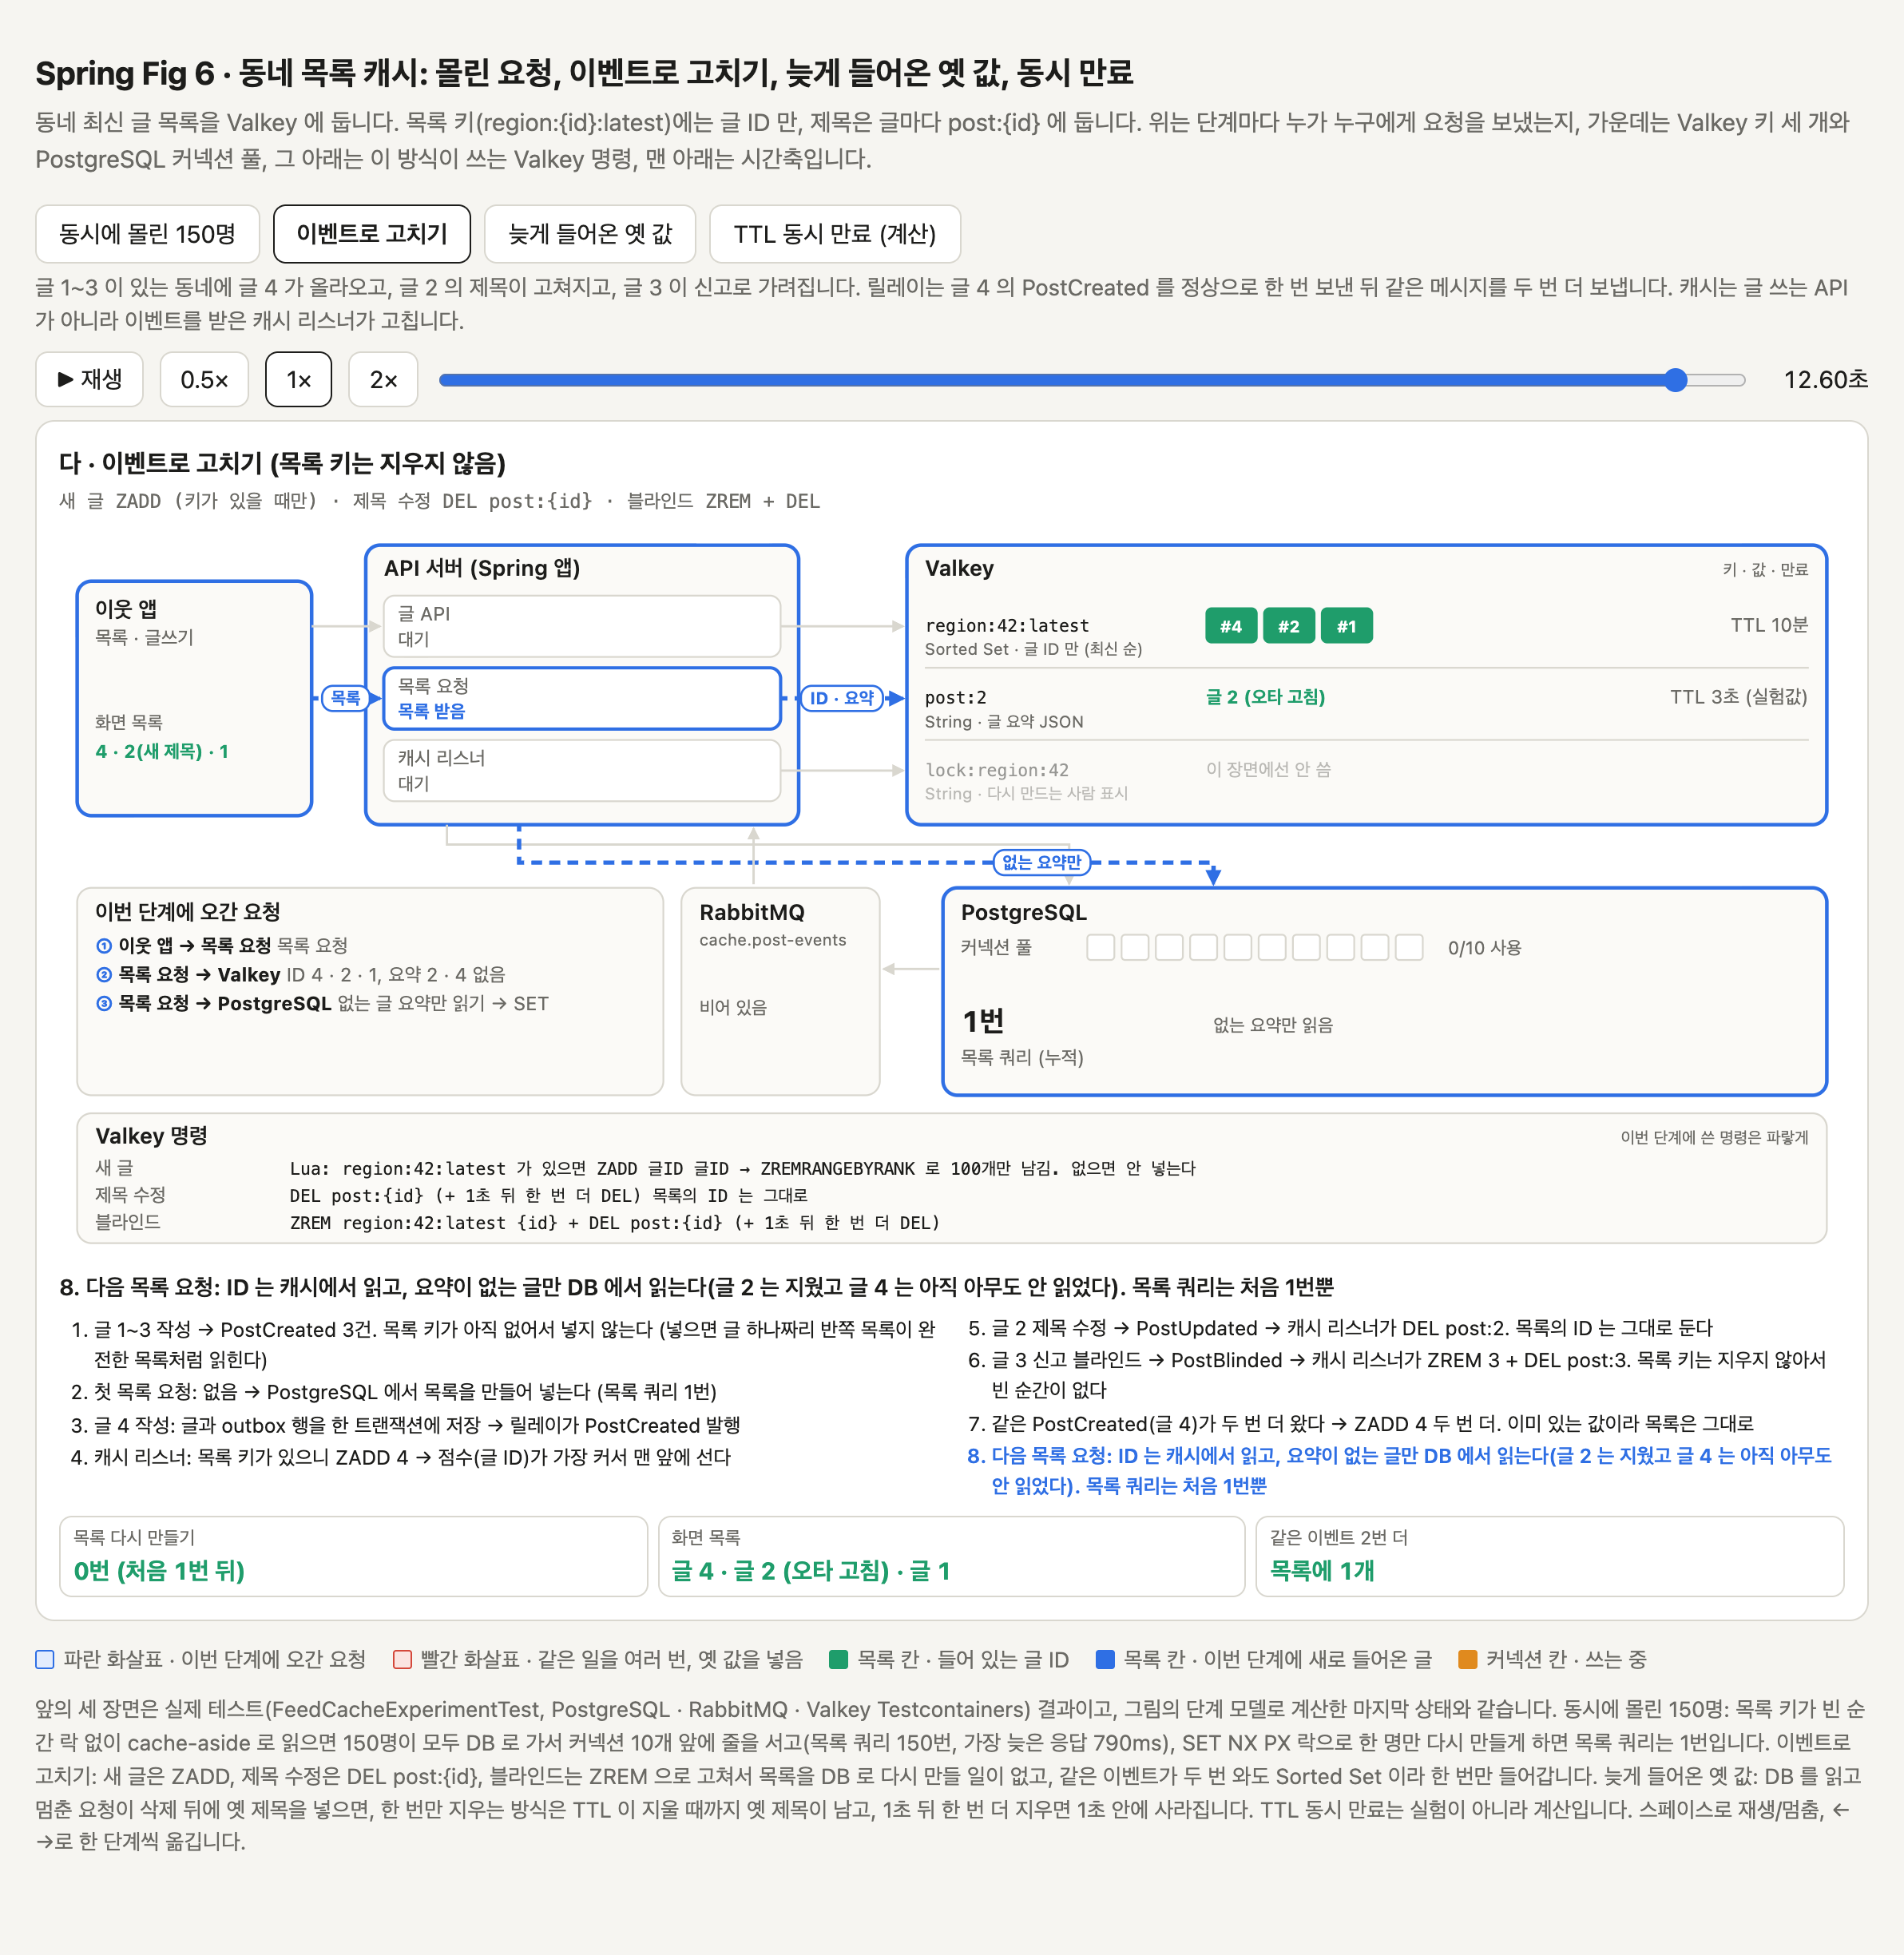 Spring Fig 6 · 동네 목록 캐시: 몰린 요청, 이벤트로 고치기, 늦게 들어온 옛 값, 동시 만료
동네 최신 글 목록을 Valkey 에 둡니다. 목록 키(region:{id}:latest)에는 글 ID 만, 제목은 글마다 post:{id} 에 둡니다. 위는 단계마다 누가 누구에게 요청을 보냈는지, 가운데는 Valkey 키 세 개와
PostgreSQL 커넥션 풀, 그 아래는 이 방식이 쓰는 Valkey 명령, 맨 아래는 시간축입니다.
동시에 몰린 150명
이벤트로 고치기
늦게 들어온 옛 값
TTL 동시 만료 (계산)
글 1~3 이 있는 동네에 글 4 가 올라오고, 글 2 의 제목이 고쳐지고, 글 3 이 신고로 가려집니다. 릴레이는 글 4 의 PostCreated 를 정상으로 한 번 보낸 뒤 같은 메시지를 두 번 더 보냅니다. 캐시는 글 쓰는 API
가 아니라 이벤트를 받은 캐시 리스너가 고칩니다.
▶ 재생
0.5×
1×
2×
12.60초
다 · 이벤트로 고치기 (목록 키는 지우지 않음)
새 글 ZADD (키가 있을 때만) · 제목 수정 DEL post:{id} · 블라인드 ZREM + DEL
이웃 앱
목록 · 글쓰기
화면 목록
4 · 2(새 제목) · 1
목록
API 서버 (Spring 앱)
글 API
대기
목록 요청
목록 받음
캐시 리스너
대기
ID · 요약
Valkey
키 · 값 · 만료
region:42:latest
Sorted Set · 글 ID 만 (최신 순)
#4
#2
#1
TTL 10분
post:2
String · 글 요약 JSON
글 2 (오타 고침)
TTL 3초 (실험값)
lock:region:42
String · 다시 만드는 사람 표시
이 장면에선 안 씀
없는 요약만
이번 단계에 오간 요청
① 이웃 앱 → 목록 요청 목록 요청
② 목록 요청 → Valkey ID 4 · 2 · 1, 요약 2 · 4 없음
③ 목록 요청 → PostgreSQL 없는 글 요약만 읽기 → SET
RabbitMQ
cache.post-events
비어 있음
PostgreSQL
커넥션 풀
0/10 사용
1번
목록 쿼리 (누적)
없는 요약만 읽음
Valkey 명령
이번 단계에 쓴 명령은 파랗게
새 글 Lua: region:42:latest 가 있으면 ZADD 글ID 글ID → ZREMRANGEBYRANK 로 100개만 남김. 없으면 안 넣는다
제목 수정 DEL post:{id} (+ 1초 뒤 한 번 더 DEL) 목록의 ID 는 그대로
블라인드 ZREM region:42:latest {id} + DEL post:{id} (+ 1초 뒤 한 번 더 DEL)
8. 다음 목록 요청: ID 는 캐시에서 읽고, 요약이 없는 글만 DB 에서 읽는다(글 2 는 지웠고 글 4 는 아직 아무도 안 읽었다). 목록 쿼리는 처음 1번뿐
1. 글 1~3 작성 → PostCreated 3건. 목록 키가 아직 없어서 넣지 않는다 (넣으면 글 하나짜리 반쪽 목록이 완
전한 목록처럼 읽힌다)
2. 첫 목록 요청: 없음 → PostgreSQL 에서 목록을 만들어 넣는다 (목록 쿼리 1번)
3. 글 4 작성: 글과 outbox 행을 한 트랜잭션에 저장 → 릴레이가 PostCreated 발행
4. 캐시 리스너: 목록 키가 있으니 ZADD 4 → 점수(글 ID)가 가장 커서 맨 앞에 선다
5. 글 2 제목 수정 → PostUpdated → 캐시 리스너가 DEL post:2. 목록의 ID 는 그대로 둔다
6. 글 3 신고 블라인드 → PostBlinded → 캐시 리스너가 ZREM 3 + DEL post:3. 목록 키는 지우지 않아서
빈 순간이 없다
7. 같은 PostCreated(글 4)가 두 번 더 왔다 → ZADD 4 두 번 더. 이미 있는 값이라 목록은 그대로
8. 다음 목록 요청: ID 는 캐시에서 읽고, 요약이 없는 글만 DB 에서 읽는다(글 2 는 지웠고 글 4 는 아직 아무도
안 읽었다). 목록 쿼리는 처음 1번뿐
목록 다시 만들기
0번 (처음 1번 뒤)
화면 목록
글 4 · 글 2 (오타 고침) · 글 1
같은 이벤트 2번 더
목록에 1개
파란 화살표 · 이번 단계에 오간 요청
빨간 화살표 · 같은 일을 여러 번, 옛 값을 넣음
목록 칸 · 들어 있는 글 ID
목록 칸 · 이번 단계에 새로 들어온 글
커넥션 칸 · 쓰는 중
앞의 세 장면은 실제 테스트(FeedCacheExperimentTest, PostgreSQL · RabbitMQ · Valkey Testcontainers) 결과이고, 그림의 단계 모델로 계산한 마지막 상태와 같습니다. 동시에 몰린 150명: 목록 키가 빈 순
간 락 없이 cache-aside 로 읽으면 150명이 모두 DB 로 가서 커넥션 10개 앞에 줄을 서고(목록 쿼리 150번, 가장 늦은 응답 790ms), SET NX PX 락으로 한 명만 다시 만들게 하면 목록 쿼리는 1번입니다. 이벤트로
고치기: 새 글은 ZADD, 제목 수정은 DEL post:{id}, 블라인드는 ZREM 으로 고쳐서 목록을 DB 로 다시 만들 일이 없고, 같은 이벤트가 두 번 와도 Sorted Set 이라 한 번만 들어갑니다. 늦게 들어온 옛 값: DB 를 읽고
멈춘 요청이 삭제 뒤에 옛 제목을 넣으면, 한 번만 지우는 방식은 TTL 이 지울 때까지 옛 제목이 남고, 1초 뒤 한 번 더 지우면 1초 안에 사라집니다. TTL 동시 만료는 실험이 아니라 계산입니다. 스페이스로 재생/멈춤, ←
→로 한 단계씩 옮깁니다.